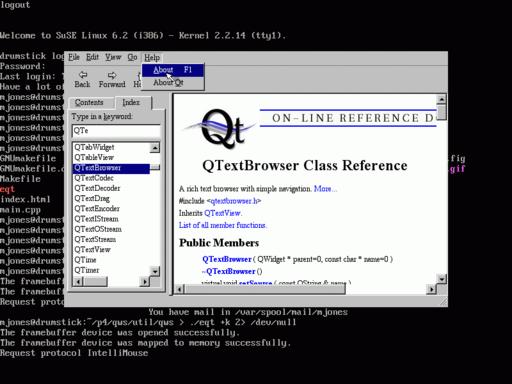 logout
Welcome to SuSE Linux 6.2 (i386) - Kernel 2.2.14 (tty1).
drumstick log
Password:
Last login: T
Have a lot of
mjones@drumst
mjones@drumst
mjones@drumst
mjones@drumst
mjones@drumst
GNUmakefile
GNUmakefile.d
Makefile
eqt
index.html
main.cpp
mjones@drumst
mjones@drumst
mjones@drumst
mjones@drumst
mjones@drumst
The framebuff
The framebuff
Request proto
fig
.gif
File Edit View Go Help
About F1
About Qt
Back Forward
Contents Index
Type in a keyword:
QTe
QTabWidget
QTableView
QTextBrowser
QTextCodec
QTextDecoder
QTextDrag
QTextEncoder
QTextIStream
QTextOStream
QTextStream
QTextView
QTime
QTimer
Qt
ON-LINE REFERENCE D
QTextBrowser Class Reference
A rich text browser with simple navigation. More...
#include <qtextbrowser.h>
Inherits QTextView.
List of all member functions.
Public Members
QTextBrowser ( QWidget * parent=0, const char * name=0 )
~QTextBrowser ()
virtual void setSource ( const QString & name )
You have mail in /var/spool/mail/mjones
mjones@drumstick:~/p4/qws/util/qws > ./eqt +k 2> /dev/null
The framebuffer device was opened successfully.
The framebuffer device was mapped to memory successfully.
Request protocol IntelliMouse